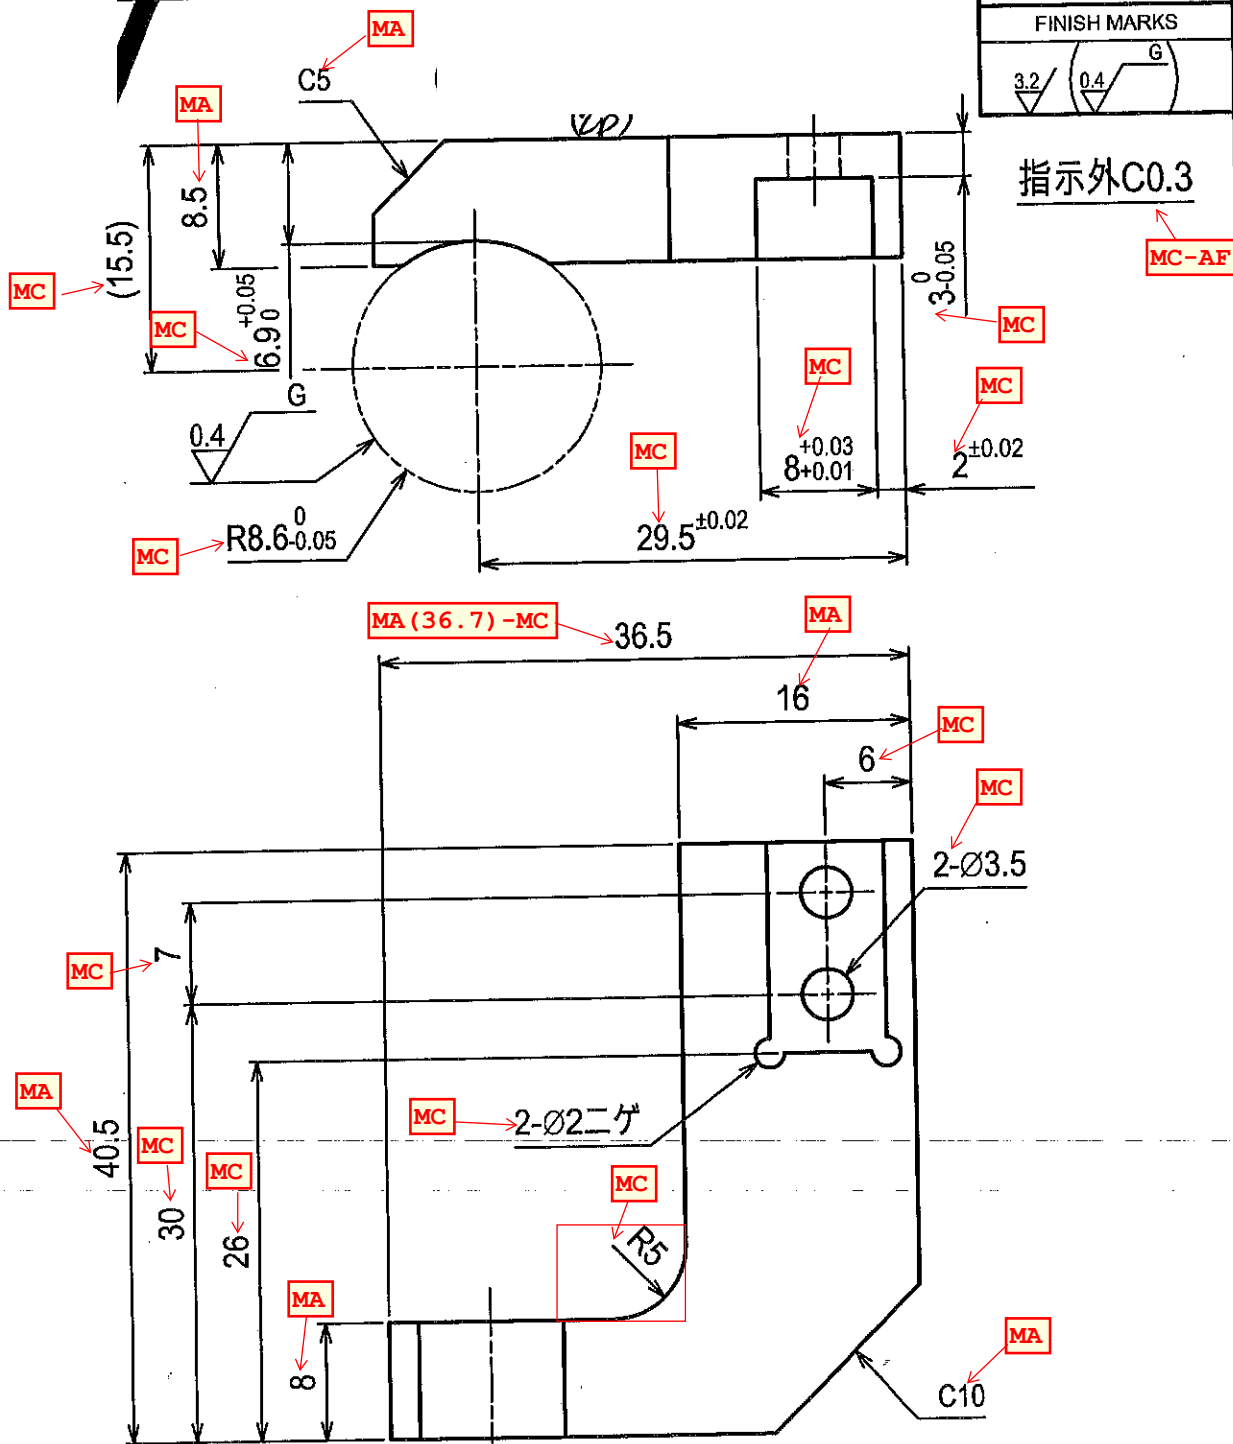 MA
FINISH MARKS
G
3.2
0.4
C5
MA
指示外C0.3
8.5
(15.5)
MC-AF
MC
0
3-0.05
MC
+0.05
6.9 0
MC
MC
MC
G
0.4
+0.03
8+0.01
2±0.02
MC
R8.6 0
-0.05
29.5±0.02
MC
MA(36.7)-MC
36.5
MA
16
MC
6
MC
2-Ø3.5
7
MC
MA
40.5
MC
2-Ø2ニゲ
MC
30
MC
26
MC
R5
MA
8
MA
C10